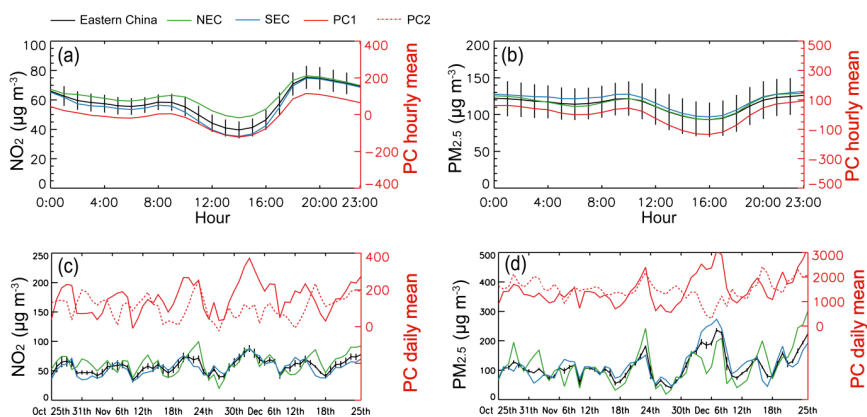 Eastern China NEC SEC PC1 PC2
(a)
NO2 (μg m-3)
100
80
60
40
20
0
400
200
0
−200
−400
PC hourly mean
0:00 4:00 8:00 12:00 16:00 20:00 23:00
Hour
(b)
PM2.5 (μg m-3)
200
150
100
50
0
500
300
100
−100
−300
−500
PC hourly mean
0:00 4:00 8:00 12:00 16:00 20:00 23:00
Hour
(c)
NO2 (μg m-3)
250
200
150
100
50
0
400
200
0
PC daily mean
Oct 25th 31th Nov 6th 12th 18th 24th 30th Dec 6th 12th 18th 25th
(d)
PM2.5 (μg m-3)
500
400
300
200
100
0
3000
2000
1000
0
PC daily mean
Oct 25th 31th Nov 6th 12th 18th 24th 30th Dec 6th 12th 18th 25th